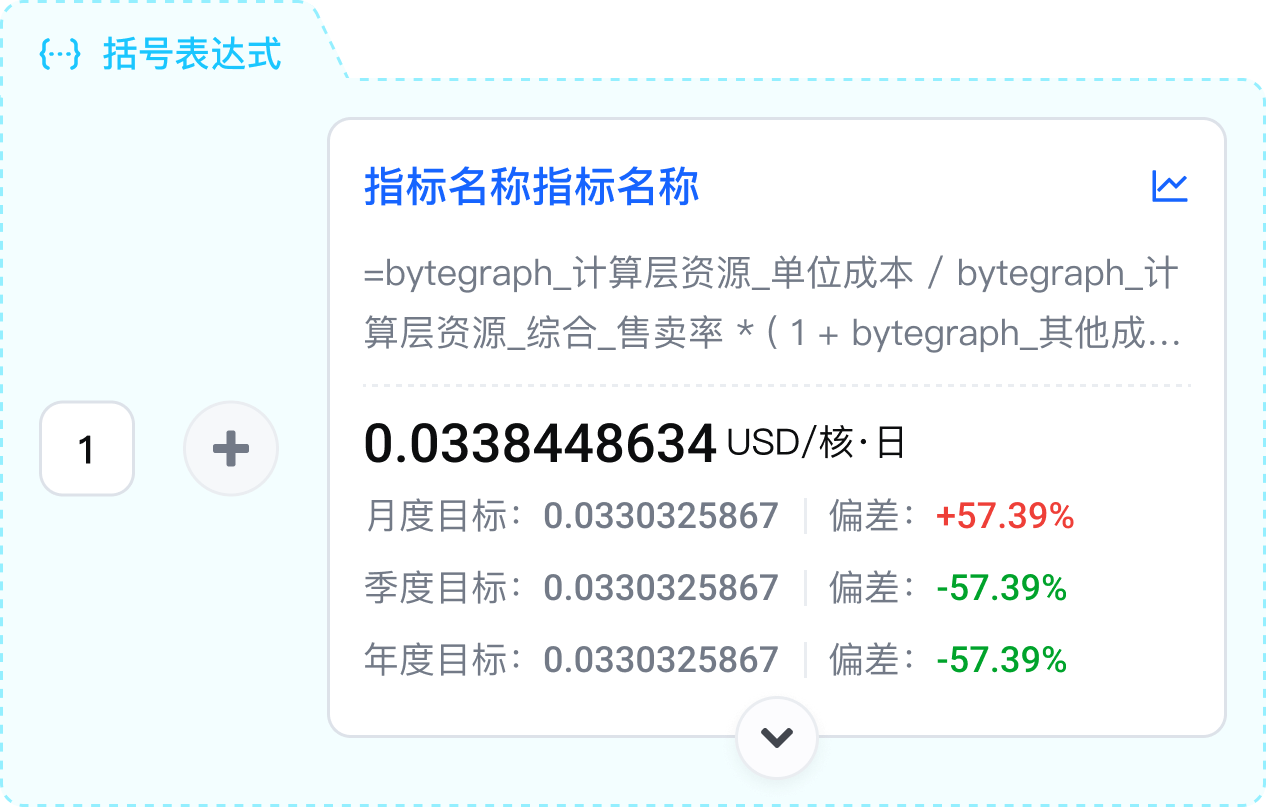 {···} 括号表达式
指标名称指标名称
=bytegraph_计算层资源_单位成本 / bytegraph_计
算层资源_综合_售卖率 * ( 1 + bytegraph_其他成...
1 +
0.0338448634 USD/核·日
月度目标: 0.0330325867 偏差: +57.39%
季度目标: 0.0330325867 偏差: -57.39%
年度目标: 0.0330325867 偏差: -57.39%